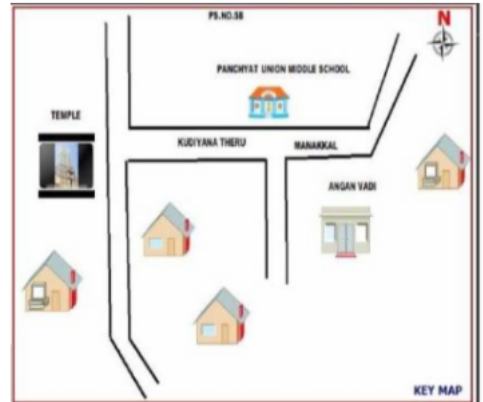 PS.NO.58
N
PANCHYAT UNION MIDDLE SCHOOL
TEMPLE
KUDIYANA THERU
MANAKKAL
ANGAN VADI
KEY MAP